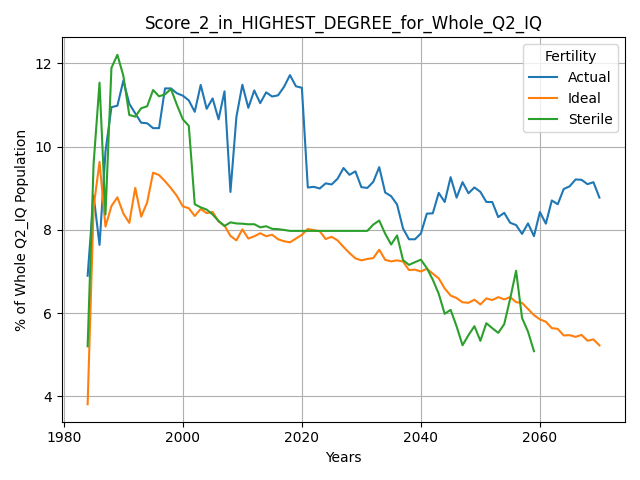 Score_2_in_HIGHEST_DEGREE_for_Whole_Q2_IQ
% of Whole Q2_IQ Population
12
10
8
6
4
Fertility
Actual
Ideal
Sterile
1980 2000 2020 2040 2060
Years